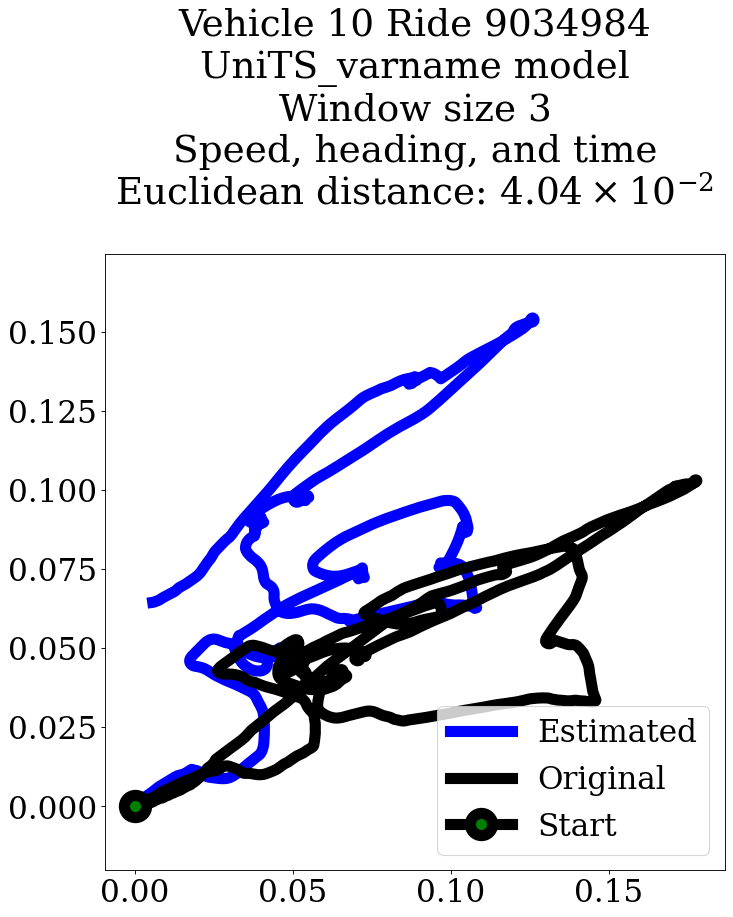 Vehicle 10 Ride 9034984
UniTS_varname model
Window size 3
Speed, heading, and time
Euclidean distance: 4.04 × 10⁻²
0.150
0.125
0.100
0.075
0.050
0.025
0.000
Estimated
Original
Start
0.00 0.05 0.10 0.15